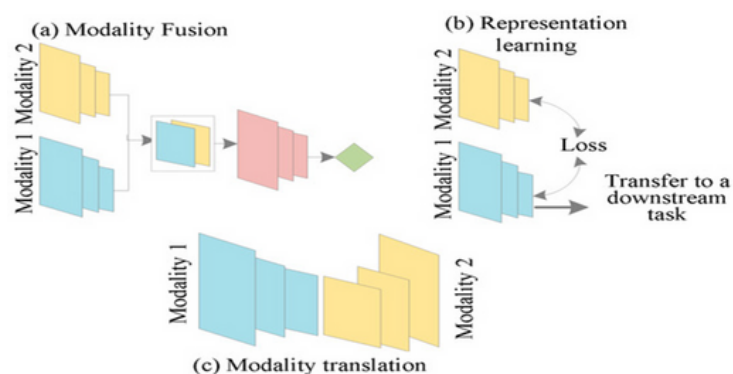 (a) Modality Fusion
Modality 2
Modality 1
(b) Representation
learning
Modality 2
Modality 1
Loss
Transfer to a
downstream
task
Modality 1
Modality 2
(c) Modality translation